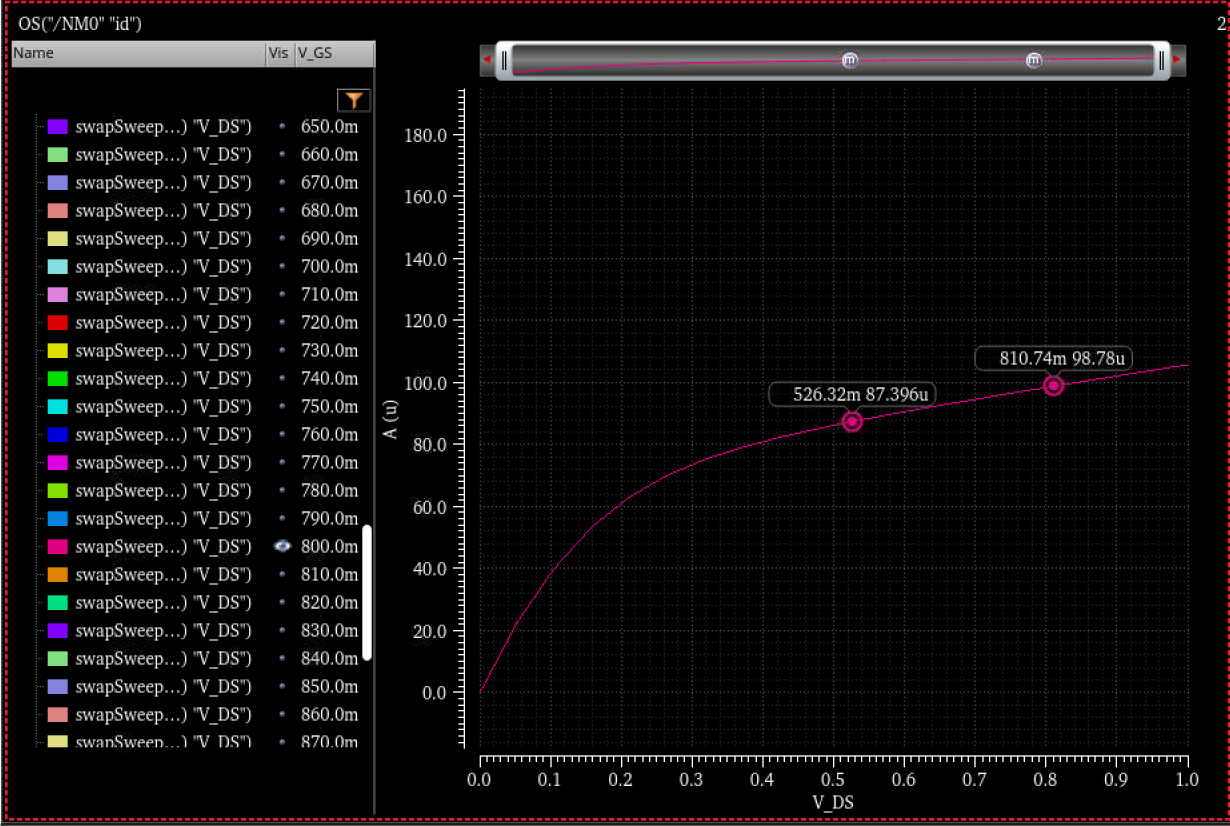 OS("/NM0" "id")
2
Name Vis V_GS
swapSweep...) "V_DS") 650.0m
swapSweep...) "V_DS") 660.0m
swapSweep...) "V_DS") 670.0m
swapSweep...) "V_DS") 680.0m
swapSweep...) "V_DS") 690.0m
swapSweep...) "V_DS") 700.0m
swapSweep...) "V_DS") 710.0m
swapSweep...) "V_DS") 720.0m
swapSweep...) "V_DS") 730.0m
swapSweep...) "V_DS") 740.0m
swapSweep...) "V_DS") 750.0m
swapSweep...) "V_DS") 760.0m
swapSweep...) "V_DS") 770.0m
swapSweep...) "V_DS") 780.0m
swapSweep...) "V_DS") 790.0m
swapSweep...) "V_DS") 800.0m
swapSweep...) "V_DS") 810.0m
swapSweep...) "V_DS") 820.0m
swapSweep...) "V_DS") 830.0m
swapSweep...) "V_DS") 840.0m
swapSweep...) "V_DS") 850.0m
swapSweep...) "V_DS") 860.0m
swapSweep...) "V_DS") 870.0m
m m
180.0
160.0
140.0
120.0
100.0
80.0
60.0
40.0
20.0
0.0
A (u)
810.74m 98.78u
526.32m 87.396u
0.0 0.1 0.2 0.3 0.4 0.5 0.6 0.7 0.8 0.9 1.0
V_DS